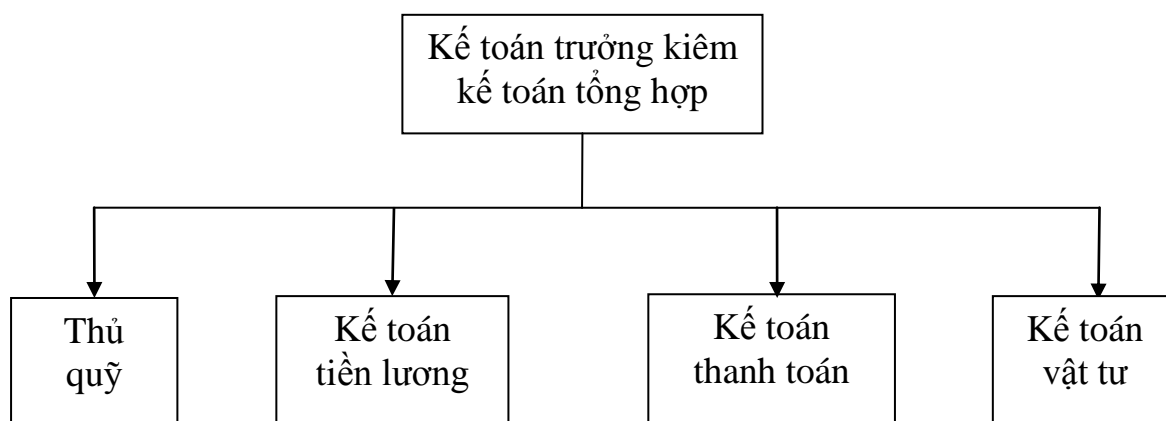 Kế toán trưởng kiêm
kế toán tổng hợp
Thủ
quỹ
Kế toán
tiền lương
Kế toán
thanh toán
Kế toán
vật tư